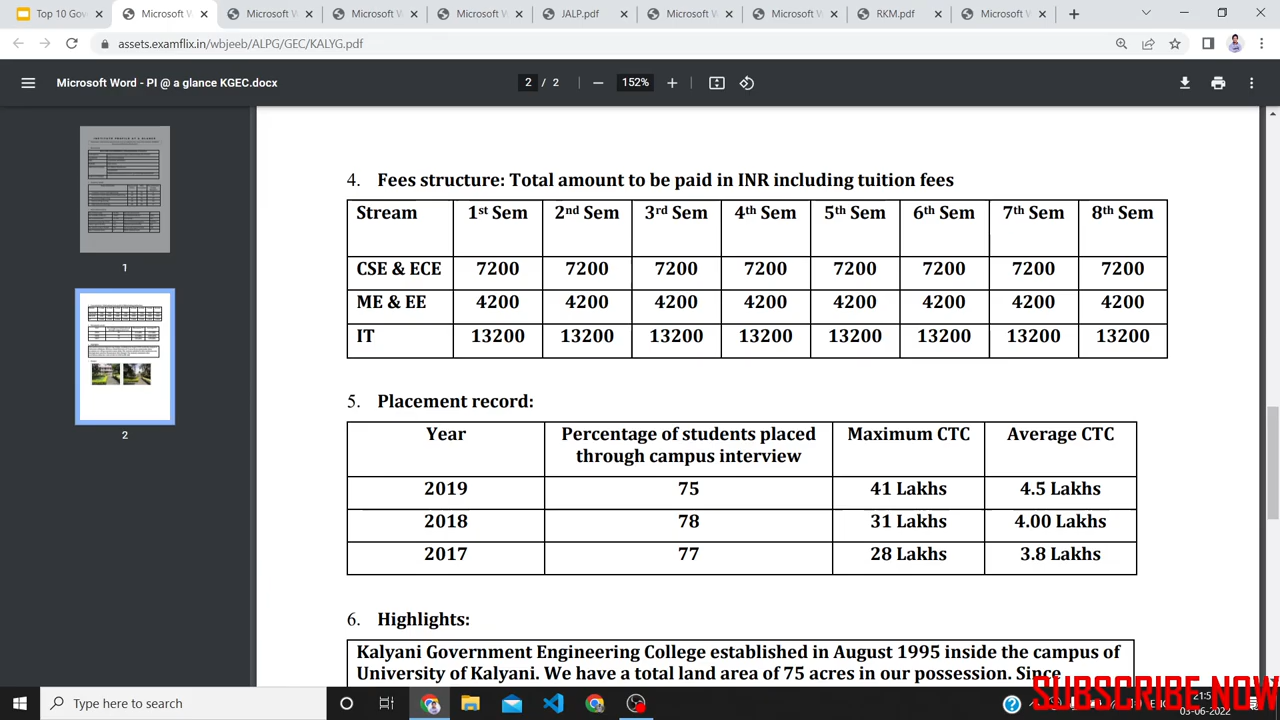 Top 10 Gove
Microsoft W
Microsoft W
Microsoft W
Microsoft W
JALP.pdf
Microsoft W
Microsoft W
RKM.pdf
Microsoft W
assets.examflix.in/wbjeeb/ALPG/GEC/KALYG.pdf
Microsoft Word - PI @ a glance KGEC.docx
2 / 2
152%
1
2
4. Fees structure: Total amount to be paid in INR including tuition fees
Stream 1st Sem 2nd Sem 3rd Sem 4th Sem 5th Sem 6th Sem 7th Sem 8th Sem
CSE & ECE 7200 7200 7200 7200 7200 7200 7200 7200
ME & EE 4200 4200 4200 4200 4200 4200 4200 4200
IT 13200 13200 13200 13200 13200 13200 13200 13200
5. Placement record:
Year Percentage of students placed Maximum CTC Average CTC
through campus interview
2019 75 41 Lakhs 4.5 Lakhs
2018 78 31 Lakhs 4.00 Lakhs
2017 77 28 Lakhs 3.8 Lakhs
6. Highlights:
Kalyani Government Engineering College established in August 1995 inside the campus of
University of Kalyani. We have a total land area of 75 acres in our possession. Since
SUBSCRIBE NOW
Type here to search
03-06-2022